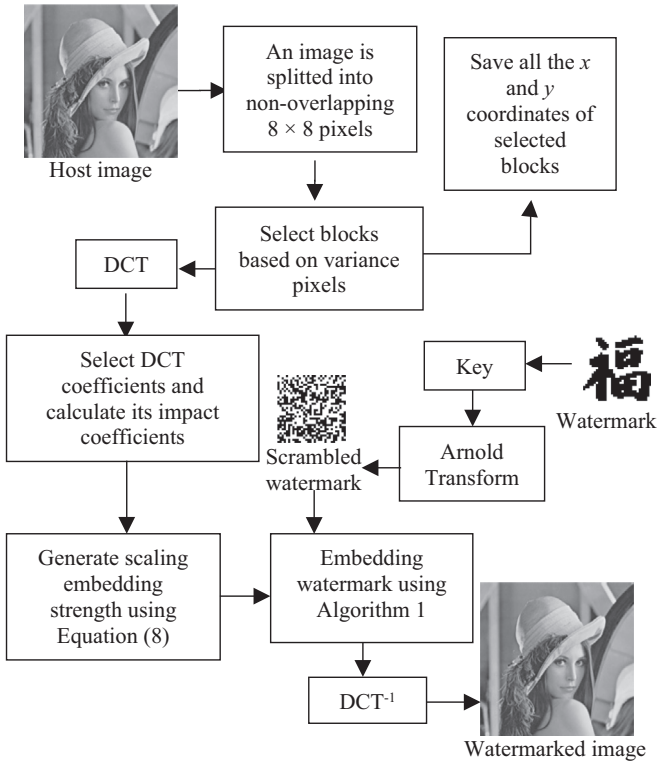 An image is
splitted into
non-overlapping
8 × 8 pixels
Save all the x
and y
coordinates of
selected
blocks
Host image
Select blocks
based on variance
pixels
DCT
Select DCT
coefficients and
calculate its impact
coefficients
Key
福
Watermark
Arnold
Transform
Scrambled
watermark
Generate scaling
embedding
strength using
Equation (8)
Embedding
watermark using
Algorithm 1
DCT-1
Watermarked image